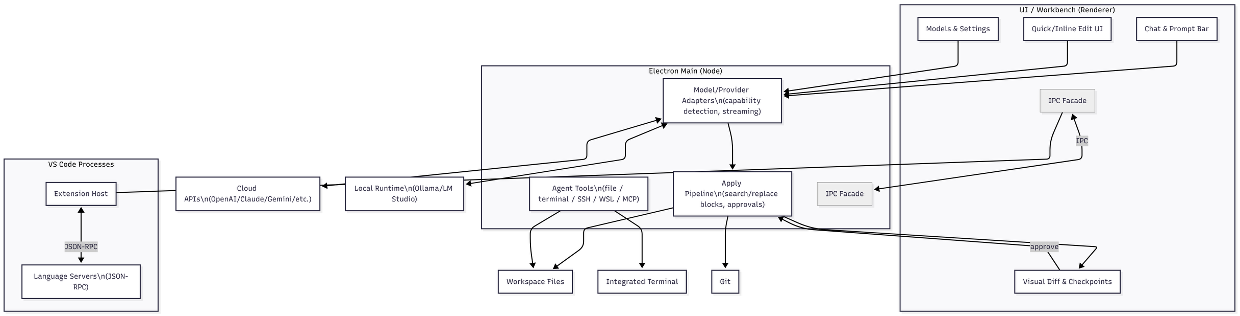 UI / Workbench (Renderer)
Models & Settings
Quick/Inline Edit UI
Chat & Prompt Bar
Electron Main (Node)
Model/Provider
Adapters\n(capability
detection, streaming)
IPC Facade
IPC
VS Code Processes
Extension Host
Cloud
APIs\n(OpenAI/Claude/Gemini/etc.)
Local Runtime\n(Ollama/LM
Studio)
Agent Tools\n(file /
terminal / SSH / WSL / MCP)
Apply
Pipeline\n(search/replace
blocks, approvals)
IPC Facade
JSON-RPC
approve
Language Servers\n(JSON-
RPC)
Workspace Files
Integrated Terminal
Git
Visual Diff & Checkpoints